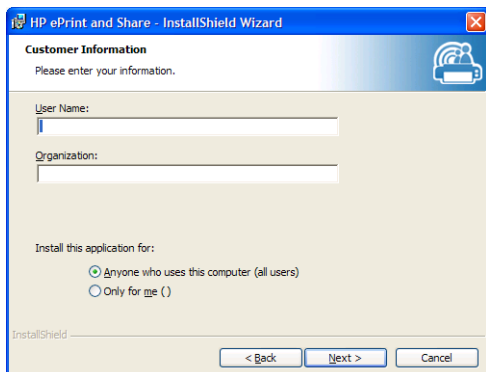 HP ePrint and Share - InstallShield Wizard
Customer Information
Please enter your information.
User Name:
Organization:
Install this application for:
Anyone who uses this computer (all users)
Only for me ( )
InstallShield
< Back Next > Cancel